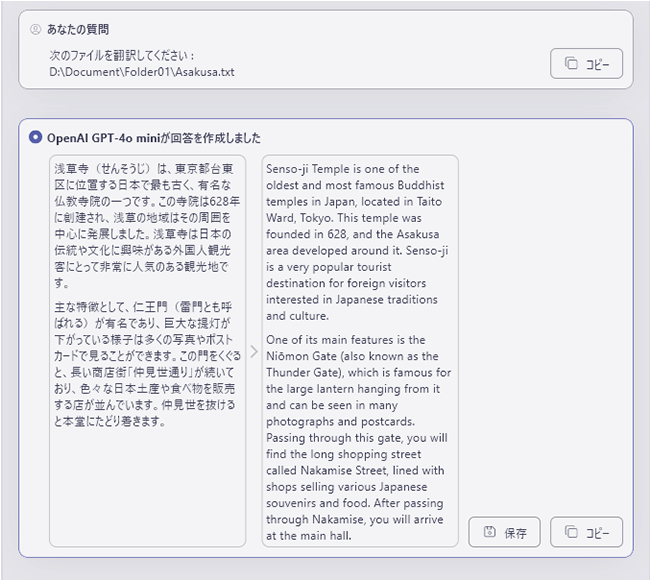 あなたの質問
次のファイルを翻訳してください：
D:\Document\Folder01\Asakusa.txt
コピー
OpenAI GPT-4o miniが回答を作成しました
浅草寺（せんそうじ）は、東京都台東
区に位置する日本で最も古く、有名な
仏教寺院の一つです。この寺院は628年
に創建され、浅草の地域はその周囲を
中心に発展しました。浅草寺は日本の
伝統や文化に興味がある外国人観光
客にとって非常に人気のある観光地で
す。
主な特徴として、仁王門（雷門とも呼
ばれる）が有名であり、巨大な提灯が
下がっている様子は多くの写真やポスト
カードで見ることができます。この門をくぐる
と、長い商店街「仲見世通り」が続いて
おり、色々な日本土産や食べ物を販売
する店が並んでいます。仲見世を抜ける
と本堂にたどり着きます。
Senso-ji Temple is one of the
oldest and most famous Buddhist
temples in Japan, located in Taito
Ward, Tokyo. This temple was
founded in 628, and the Asakusa
area developed around it. Senso-ji
is a very popular tourist
destination for foreign visitors
interested in Japanese traditions
and culture.
One of its main features is the
Niōmon Gate (also known as the
Thunder Gate), which is famous for
the large lantern hanging from it
and can be seen in many
photographs and postcards.
Passing through this gate, you will
find the long shopping street
called Nakamise Street, lined with
shops selling various Japanese
souvenirs and food. After passing
through Nakamise, you will arrive
at the main hall.
保存
コピー